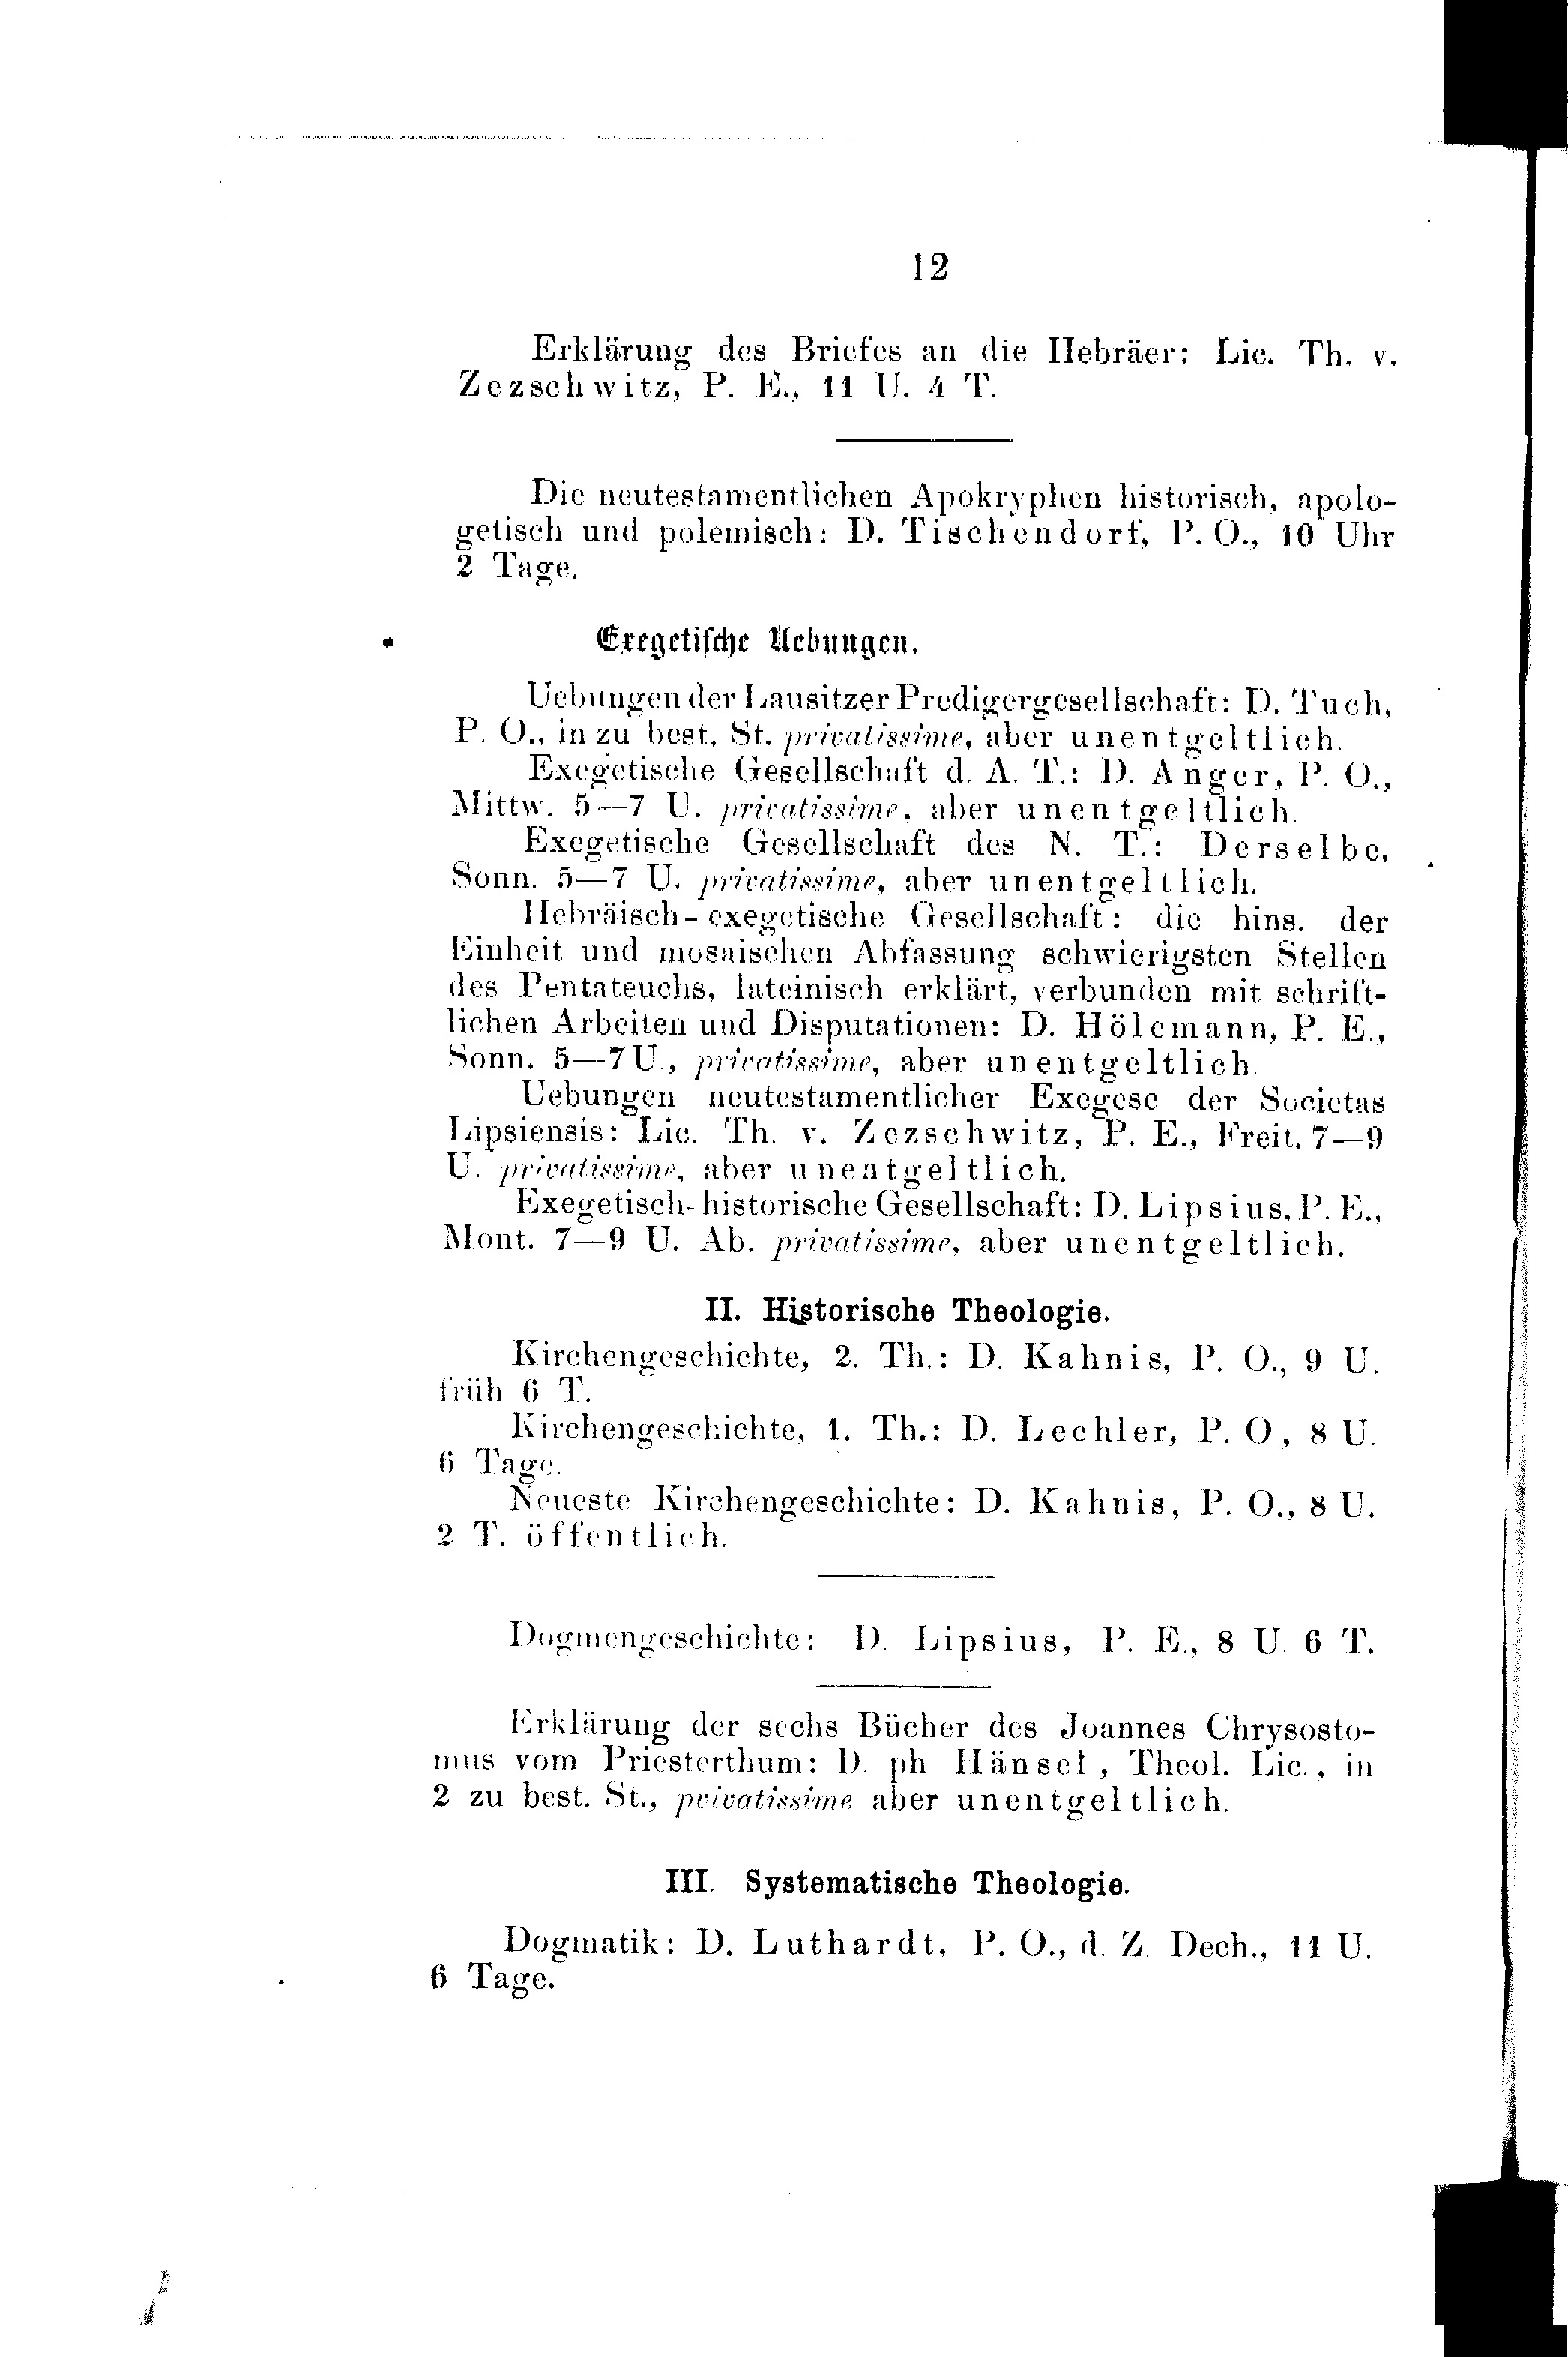 12
Erklärung des Briefes an die Hebräer: Lic. Th. v.
Zezschwitz, P. E., 11 U. 4 T.
Die neutestamentlichen Apokryphen historisch, apolo-
getisch und polemisch: D. Tischendorf, P. O., 10 Uhr
2 Tage.
Exegetische Uebungen.
Uebungen der Lausitzer Predigergesellschaft: D. Tuch,
P. O., in zu best. St. privatissime, aber unentgeltlich.
Exegetische Gesellschaft d. A. T.: D. Anger, P. O.,
Mittw. 5—7 U. privatissime, aber unentgeltlich.
Exegetische Gesellschaft des N. T.: Derselbe,
Sonn. 5—7 U. privatissime, aber unentgeltlich.
Hebräisch-exegetische Gesellschaft: die hins. der
Einheit und mosaischen Abfassung schwierigsten Stellen
des Pentateuchs, lateinisch erklärt, verbunden mit schrift-
lichen Arbeiten und Disputationen: D. Hölemann, P. E.,
Sonn. 5—7 U., privatissime, aber unentgeltlich.
Uebungen neutestamentlicher Exegese der Societas
Lipsiensis: Lic. Th. v. Zezschwitz, P. E., Freit. 7—9
U. privatissime, aber unentgeltlich.
Exegetisch-historische Gesellschaft: D. Lipsius, P. E.,
Mont. 7—9 U. Ab. privatissime, aber unentgeltlich.
II. Historische Theologie.
Kirchengeschichte, 2. Th.: D. Kahnis, P. O., 9 U.
früh 6 T.
Kirchengeschichte, 1. Th.: D. Lechler, P. O, 8 U.
6 Tage.
Neueste Kirchengeschichte: D. Kahnis, P. O., 8 U.
2 T. öffentlich.
Dogmengeschichte: D. Lipsius, P. E., 8 U. 6 T.
Erklärung der sechs Bücher des Joannes Chrysosto-
mus vom Priesterthum: D. ph Hänsel, Theol. Lic., in
2 zu best. St., privatissime aber unentgeltlich.
III. Systematische Theologie.
Dogmatik: D. Luthardt, P. O., d. Z. Dech., 11 U.
6 Tage.